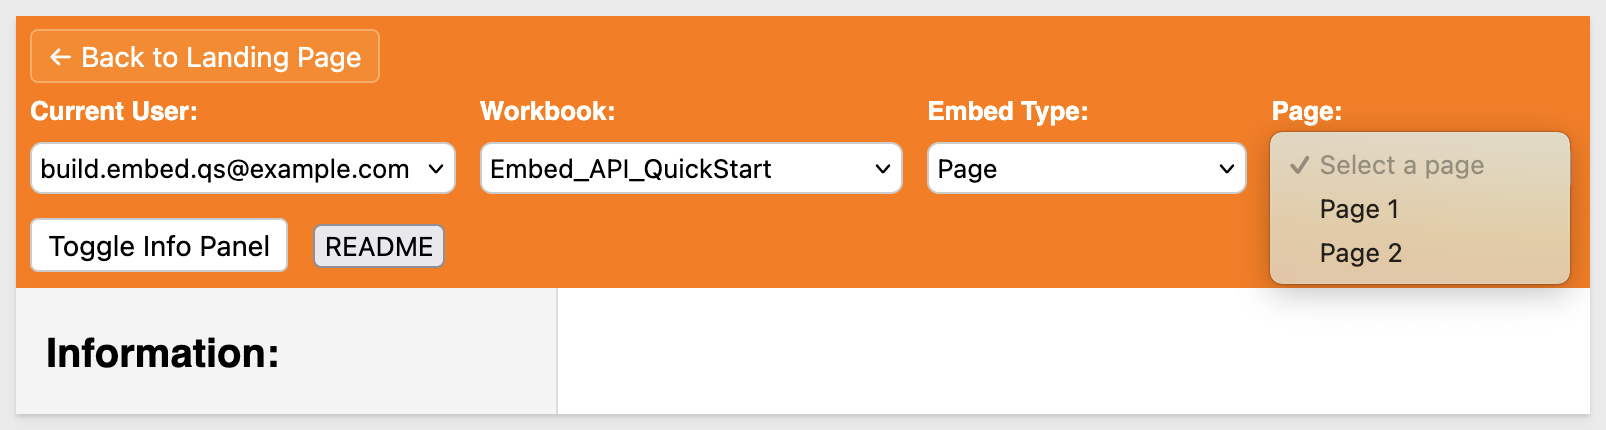 ← Back to Landing Page
Current User: Workbook: Embed Type: Page:
build.embed.qs@example.com Embed_API_QuickStart Page ✓ Select a page
Page 1
Page 2
Toggle Info Panel README
Information: